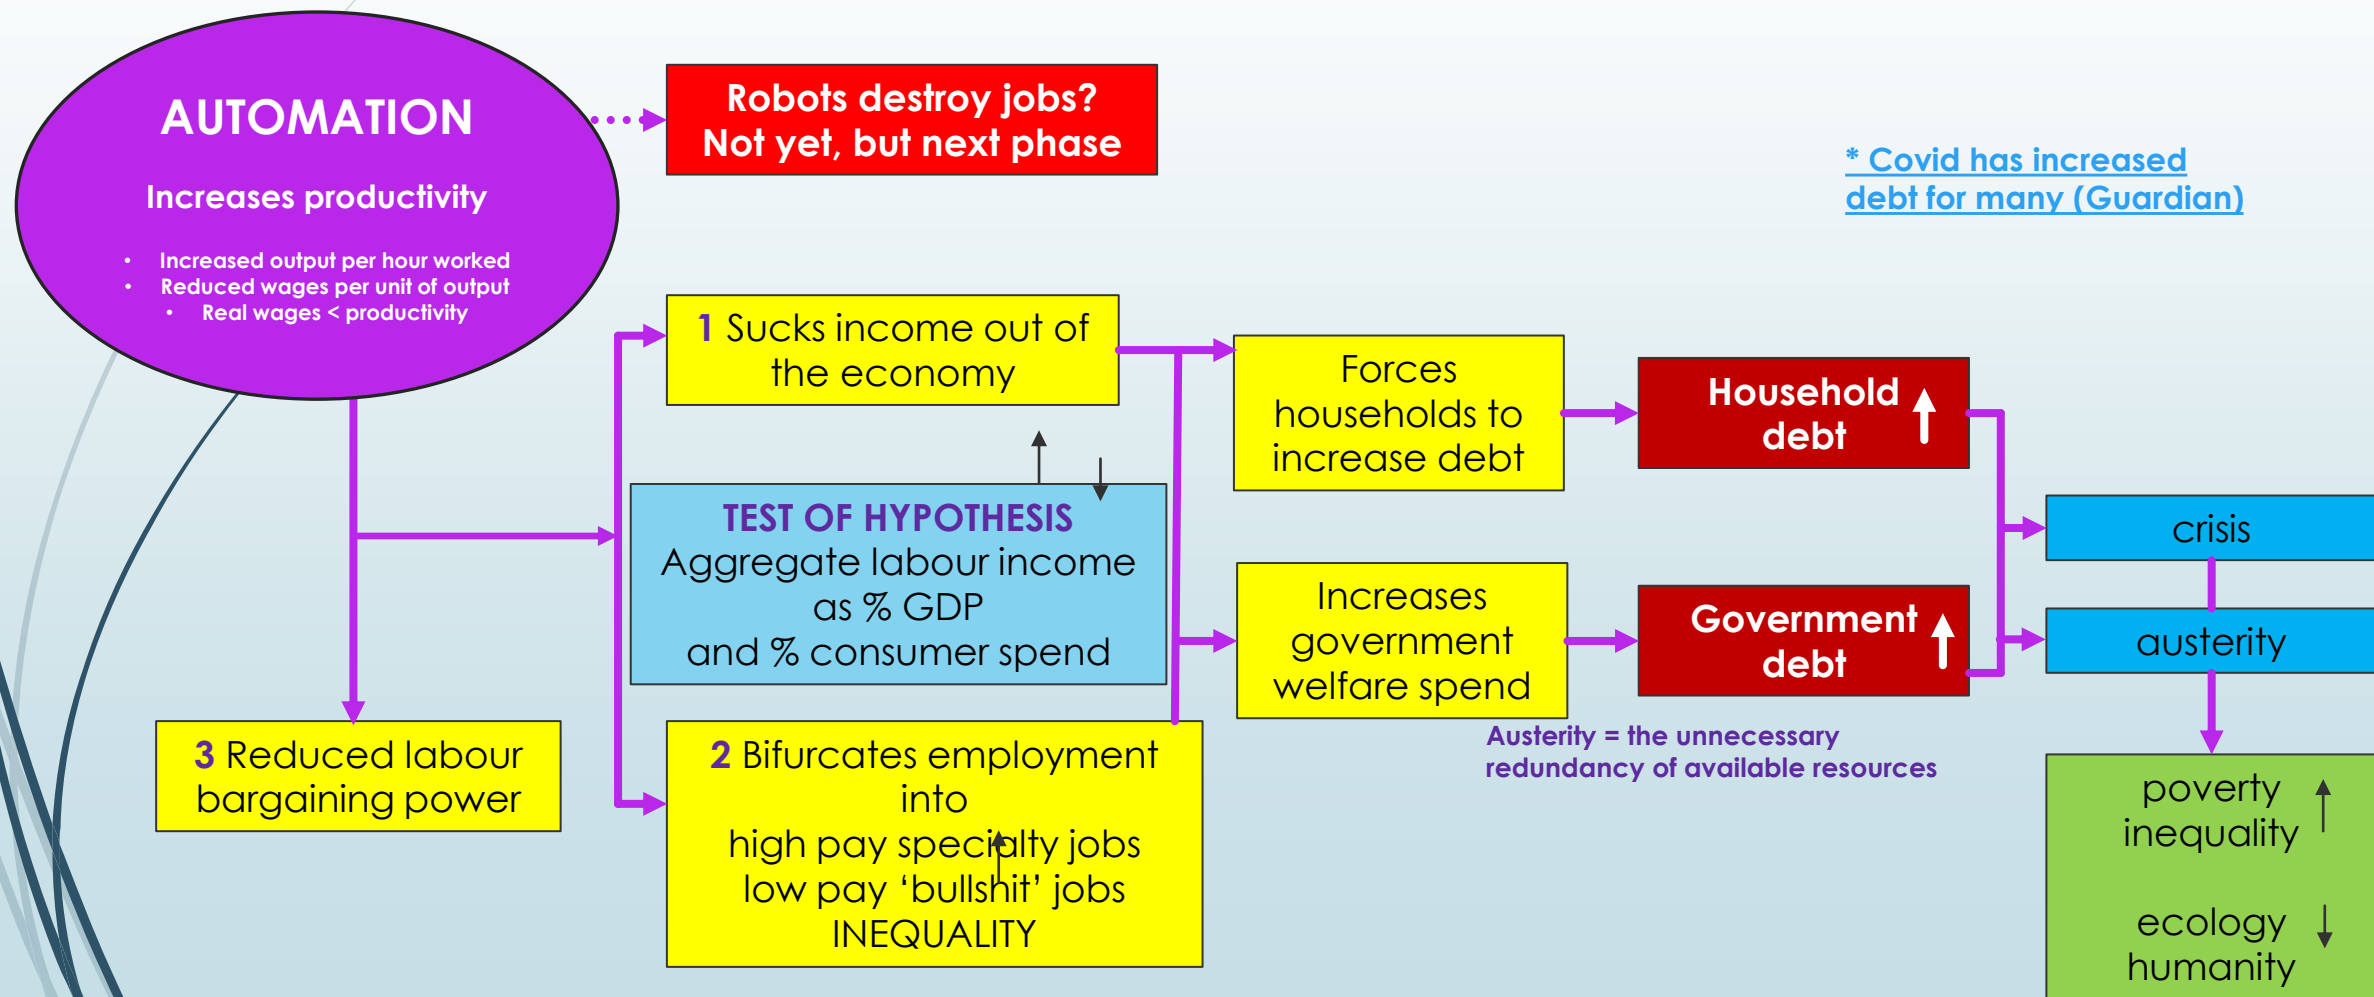 AUTOMATION
Increases productivity
• Increased output per hour worked
• Reduced wages per unit of output
• Real wages < productivity
Robots destroy jobs?
Not yet, but next phase
* Covid has increased
debt for many (Guardian)
1 Sucks income out of
the economy
Forces
households to
increase debt
Household
debt
TEST OF HYPOTHESIS
Aggregate labour income
as % GDP
and % consumer spend
crisis
Increases
government
welfare spend
Government
debt
austerity
3 Reduced labour
bargaining power
2 Bifurcates employment
into
high pay specialty jobs
low pay ‘bullshit’ jobs
INEQUALITY
Austerity = the unnecessary
redundancy of available resources
poverty
inequality
ecology
humanity